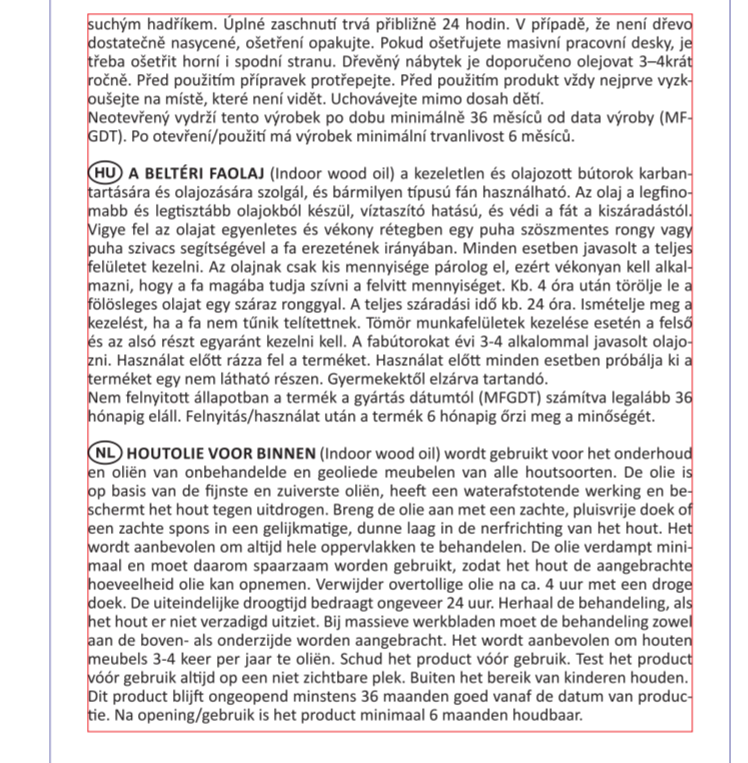 suchým hadříkem. Úplné zaschnutí trvá přibližně 24 hodin. V případě, že není dřevo
dostatečně nasycené, ošetření opakujte. Pokud ošetřujete masivní pracovní desky, je
třeba ošetřit horní i spodní stranu. Dřevěný nábytek je doporučeno olejovat 3–4krát
ročně. Před použitím přípravek protřepejte. Před použitím produkt vždy nejprve vyzk-
oušejte na místě, které není vidět. Uchovávejte mimo dosah dětí.
Neotevřený vydrží tento výrobek po dobu minimálně 36 měsíců od data výroby (MF-
GDT). Po otevření/použití má výrobek minimální trvanlivost 6 měsíců.
HU A BELTÉRI FAOLAJ (Indoor wood oil) a kezeletlen és olajozott bútorok karban-
tartására és olajozására szolgál, és bármilyen típusú fán használható. Az olaj a legfino-
mabb és legtisztább olajokból készül, víztaszító hatású, és védi a fát a kiszáradástól.
Vigye fel az olajat egyenletes és vékony rétegben egy puha szöszmentes rongy vagy
puha szivacs segítségével a fa erezetének irányában. Minden esetben javasolt a teljes
felületet kezelni. Az olajnak csak kis mennyisége párolog el, ezért vékonyan kell alkal-
mazni, hogy a fa magába tudja szívni a felvitt mennyiséget. Kb. 4 óra után törölje le a
fölösleges olajat egy száraz ronggyal. A teljes száradási idő kb. 24 óra. Ismételje meg a
kezelést, ha a fa nem tűnik telítettnek. Tömör munkafelületek kezelése esetén a felső
és az alsó részt egyaránt kezelni kell. A fabútorokat évi 3-4 alkalommal javasolt olajo-
zni. Használat előtt rázza fel a terméket. Használat előtt minden esetben próbálja ki a
terméket egy nem látható részen. Gyermekektől elzárva tartandó.
Nem felnyitott állapotban a termék a gyártás dátumtól (MFGDT) számítva legalább 36
hónapig eláll. Felnyitás/használat után a termék 6 hónapig őrzi meg a minőségét.
NL HOUTOLIE VOOR BINNEN (Indoor wood oil) wordt gebruikt voor het onderhoud
en oliën van onbehandelde en geoliede meubelen van alle houtsoorten. De olie is
op basis van de fijnste en zuiverste oliën, heeft een waterafstotende werking en be-
schermt het hout tegen uitdrogen. Breng de olie aan met een zachte, pluisvrije doek of
een zachte spons in een gelijkmatige, dunne laag in de nerfrichting van het hout. Het
wordt aanbevolen om altijd hele oppervlakken te behandelen. De olie verdampt mini-
maal en moet daarom spaarzaam worden gebruikt, zodat het hout de aangebrachte
hoeveelheid olie kan opnemen. Verwijder overtollige olie na ca. 4 uur met een droge
doek. De uiteindelijke droogtijd bedraagt ongeveer 24 uur. Herhaal de behandeling, als
het hout er niet verzadigd uitziet. Bij massieve werkbladen moet de behandeling zowel
aan de boven- als onderzijde worden aangebracht. Het wordt aanbevolen om houten
meubels 3-4 keer per jaar te oliën. Schud het product vóór gebruik. Test het product
vóór gebruik altijd op een niet zichtbare plek. Buiten het bereik van kinderen houden.
Dit product blijft ongeopend minstens 36 maanden goed vanaf de datum van produc-
tie. Na opening/gebruik is het product minimaal 6 maanden houdbaar.